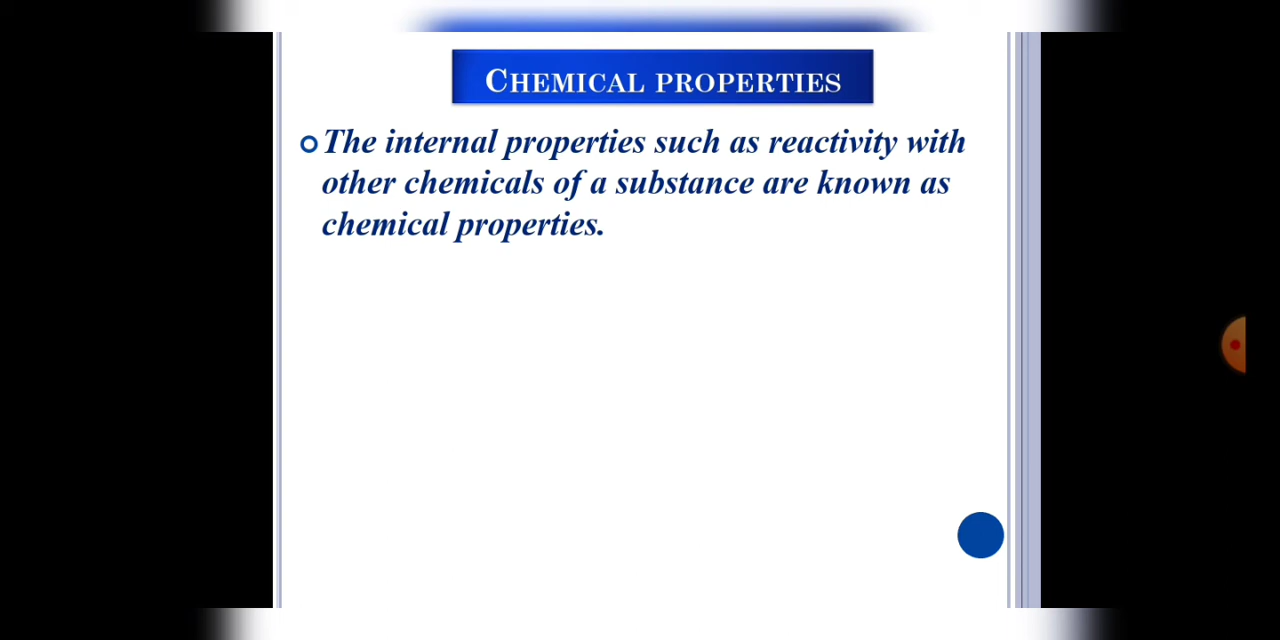 CHEMICAL PROPERTIES
The internal properties such as reactivity with
other chemicals of a substance are known as
chemical properties.